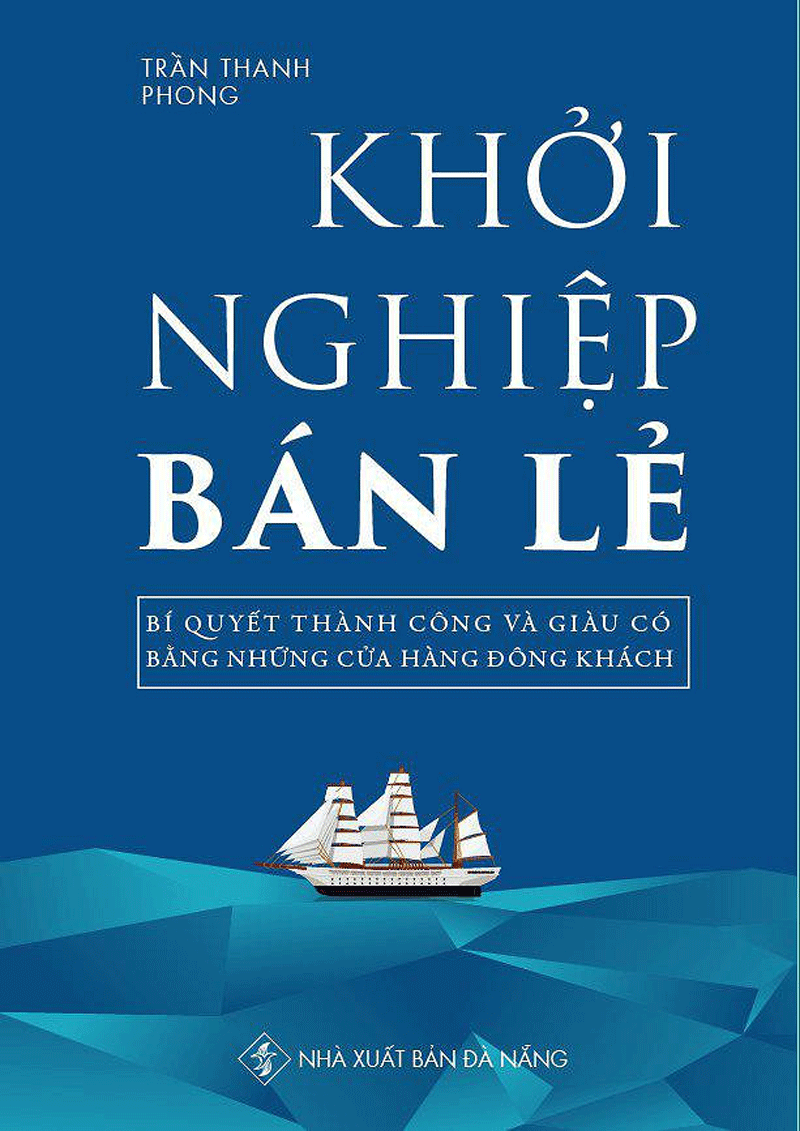 TRẦN THANH
PHONG
KHỞI
NGHIỆP
BÁN LẺ
BÍ QUYẾT THÀNH CÔNG VÀ GIÀU CÓ
BẰNG NHỮNG CỬA HÀNG ĐÔNG KHÁCH
NHÀ XUẤT BẢN ĐÀ NẴNG